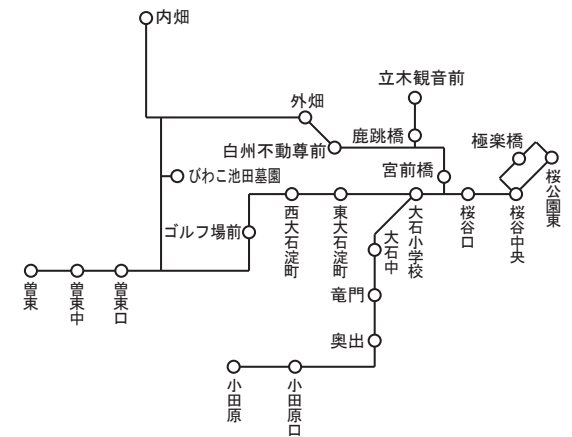 内畑
立木観音前
外畑
鹿跳橋
極楽橋
白州不動尊前
宮前橋
びわこ池田墓園
桜公園東
西大石淀町
東大石淀町
大石小学校
桜谷口
桜谷中央
ゴルフ場前
大石中
曽東
曽東中
曽東口
竜門
奥出
小田原
小田原口